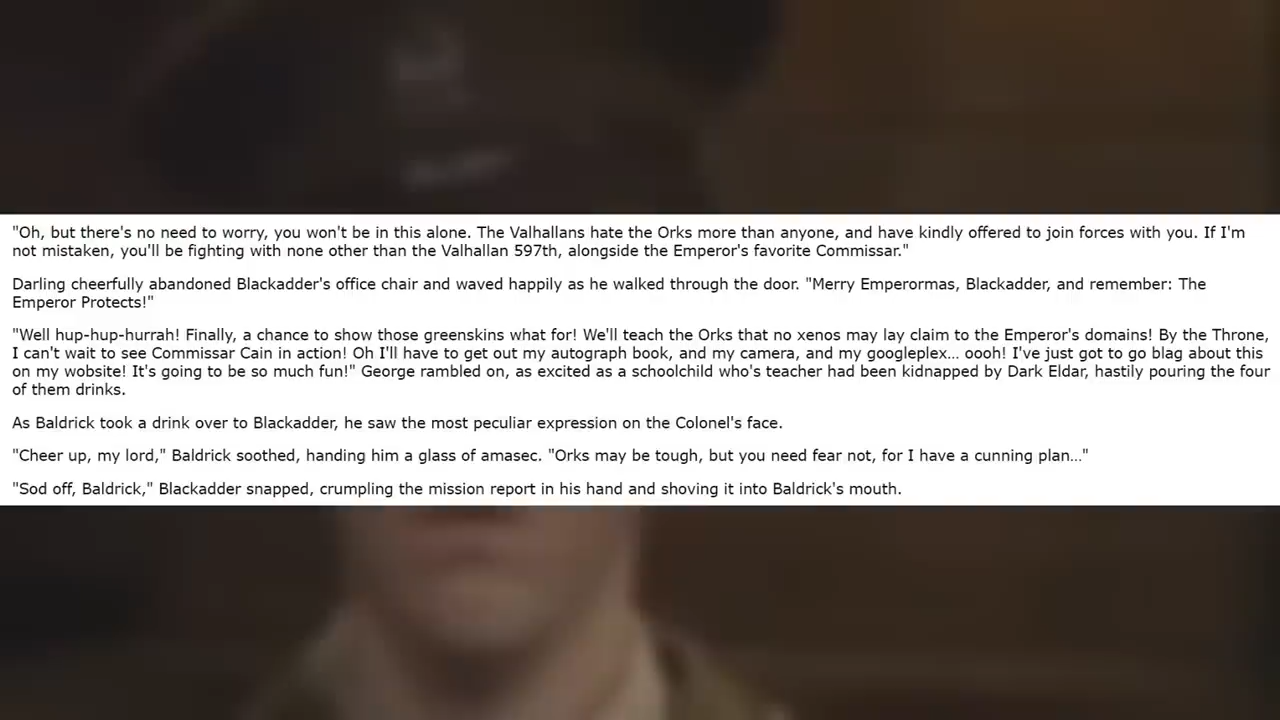 "Oh, but there's no need to worry, you won't be in this alone. The Valhallans hate the Orks more than anyone, and have kindly offered to join forces with you. If I'm
not mistaken, you'll be fighting with none other than the Valhallan 597th, alongside the Emperor's favorite Commissar."
Darling cheerfully abandoned Blackadder's office chair and waved happily as he walked through the door. "Merry Emperormas, Blackadder, and remember: The
Emperor Protects!"
"Well hup-hup-hurrah! Finally, a chance to show those greenskins what for! We'll teach the Orks that no xenos may lay claim to the Emperor's domains! By the Throne,
I can't wait to see Commissar Cain in action! Oh I'll have to get out my autograph book, and my camera, and my googleplex... oooh! I've just got to go blag about this
on my wobsite! It's going to be so much fun!" George rambled on, as excited as a schoolchild who's teacher had been kidnapped by Dark Eldar, hastily pouring the four
of them drinks.
As Baldrick took a drink over to Blackadder, he saw the most peculiar expression on the Colonel's face.
"Cheer up, my lord," Baldrick soothed, handing him a glass of amasec. "Orks may be tough, but you need fear not, for I have a cunning plan..."
"Sod off, Baldrick," Blackadder snapped, crumpling the mission report in his hand and shoving it into Baldrick's mouth.